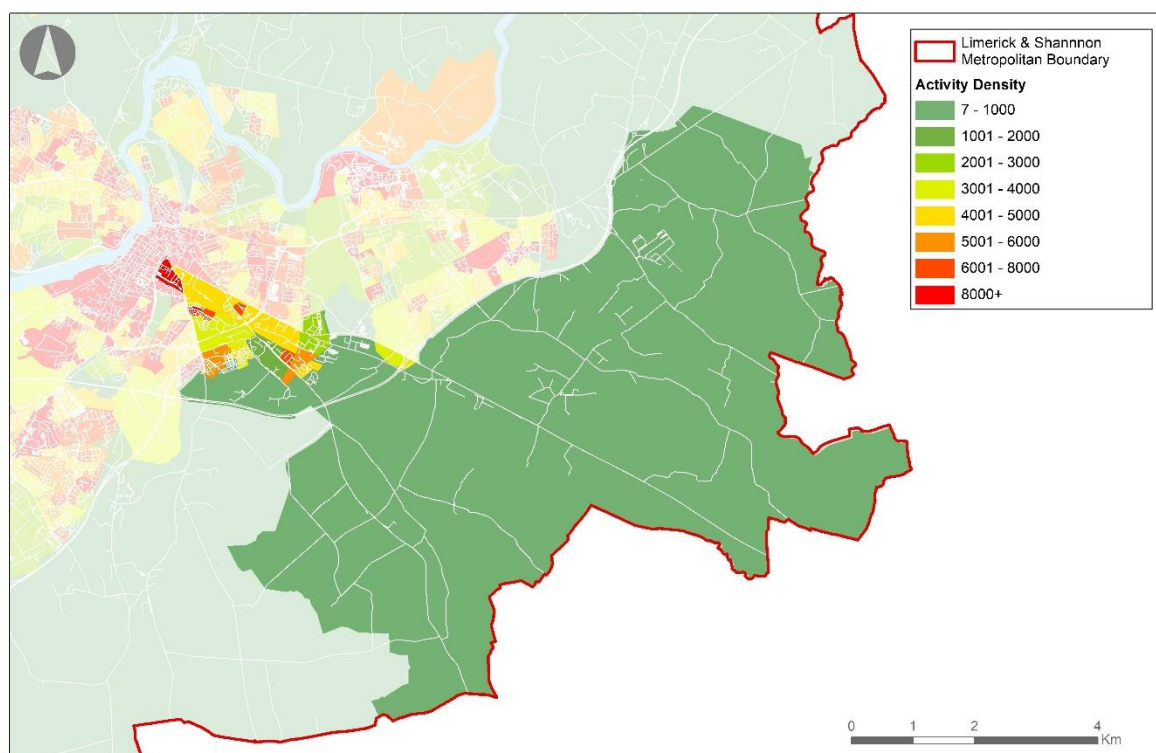 Limerick & Shannnon
Metropolitan Boundary
Activity Density
7 - 1000
1001 - 2000
2001 - 3000
3001 - 4000
4001 - 5000
5001 - 6000
6001 - 8000
8000+
0 1 2 4
Km